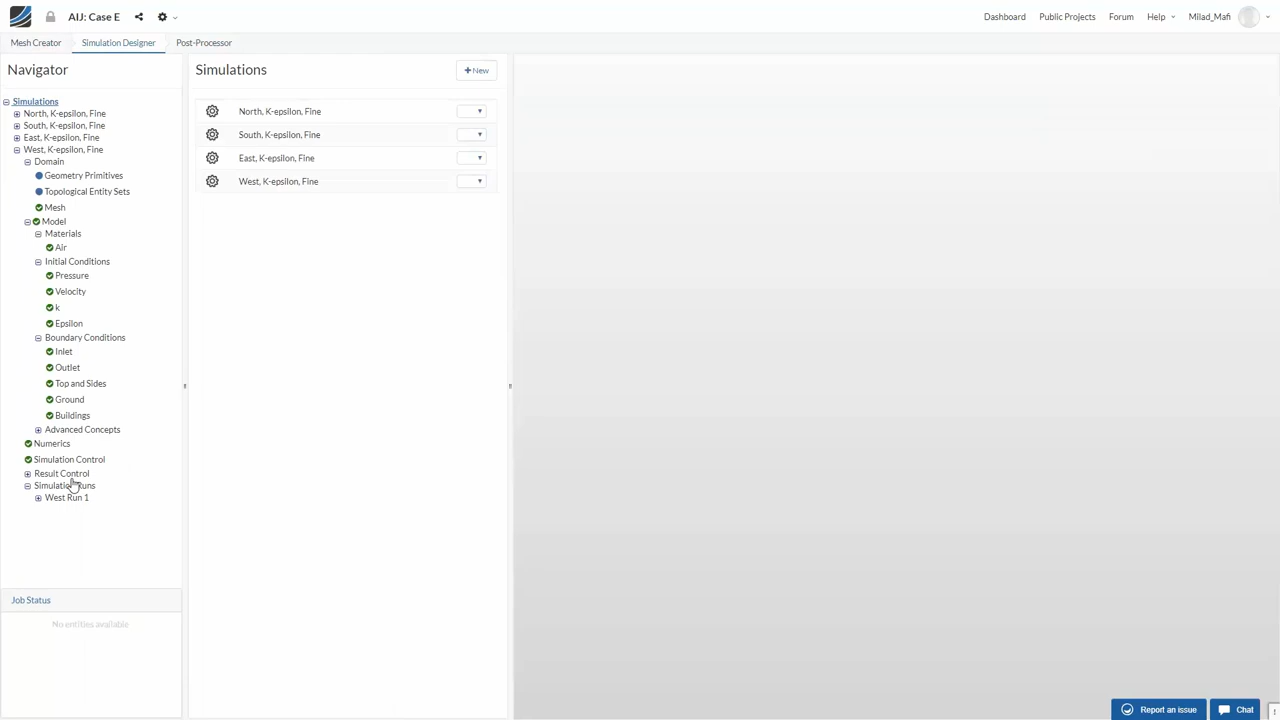 AIJ: Case E
Dashboard
Public Projects
Forum
Help
Milad_Mafi
Mesh Creator
Simulation Designer
Post-Processor
Navigator
Simulations
North, K-epsilon, Fine
South, K-epsilon, Fine
East, K-epsilon, Fine
West, K-epsilon, Fine
Domain
Geometry Primitives
Topological Entity Sets
Mesh
Model
Materials
Air
Initial Conditions
Pressure
Velocity
k
Epsilon
Boundary Conditions
Inlet
Outlet
Top and Sides
Ground
Buildings
Advanced Concepts
Numerics
Simulation Control
Result Control
Simulation Runs
West Run 1
Job Status
No entities available
Simulations
+ New
North, K-epsilon, Fine
South, K-epsilon, Fine
East, K-epsilon, Fine
West, K-epsilon, Fine
Report an issue
Chat